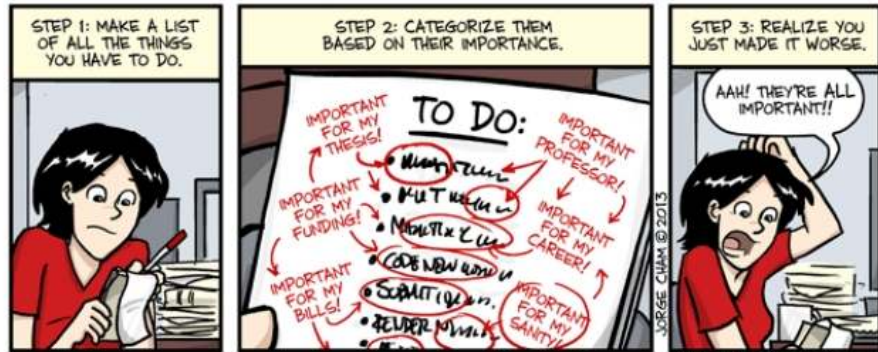 STEP 1: MAKE A LIST
OF ALL THE THINGS
YOU HAVE TO DO.
STEP 2: CATEGORIZE THEM
BASED ON THEIR IMPORTANCE.
TO DO:
IMPORTANT
FOR MY
THESIS!
IMPORTANT
FOR MY
PROFESSOR!
IMPORTANT
FOR MY
FUNDING!
IMPORTANT
FOR MY
CAREER!
CODE NEW
IMPORTANT
FOR MY
BILLS!
SUBMIT
IMPORTANT
FOR MY
SANITY!
JORGE CHAM © 2013
STEP 3: REALIZE YOU
JUST MADE IT WORSE.
AAH! THEY'RE ALL
IMPORTANT!!